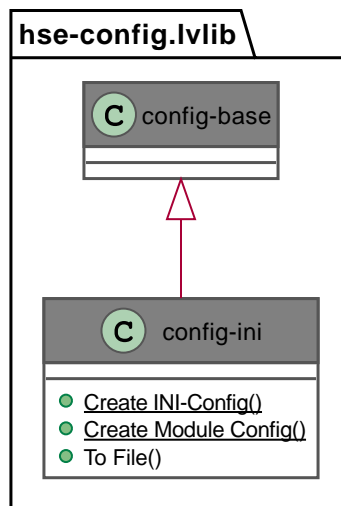 hse-config.lvlib
C config-base
C config-ini
Create INI-Config()
Create Module Config()
To File()